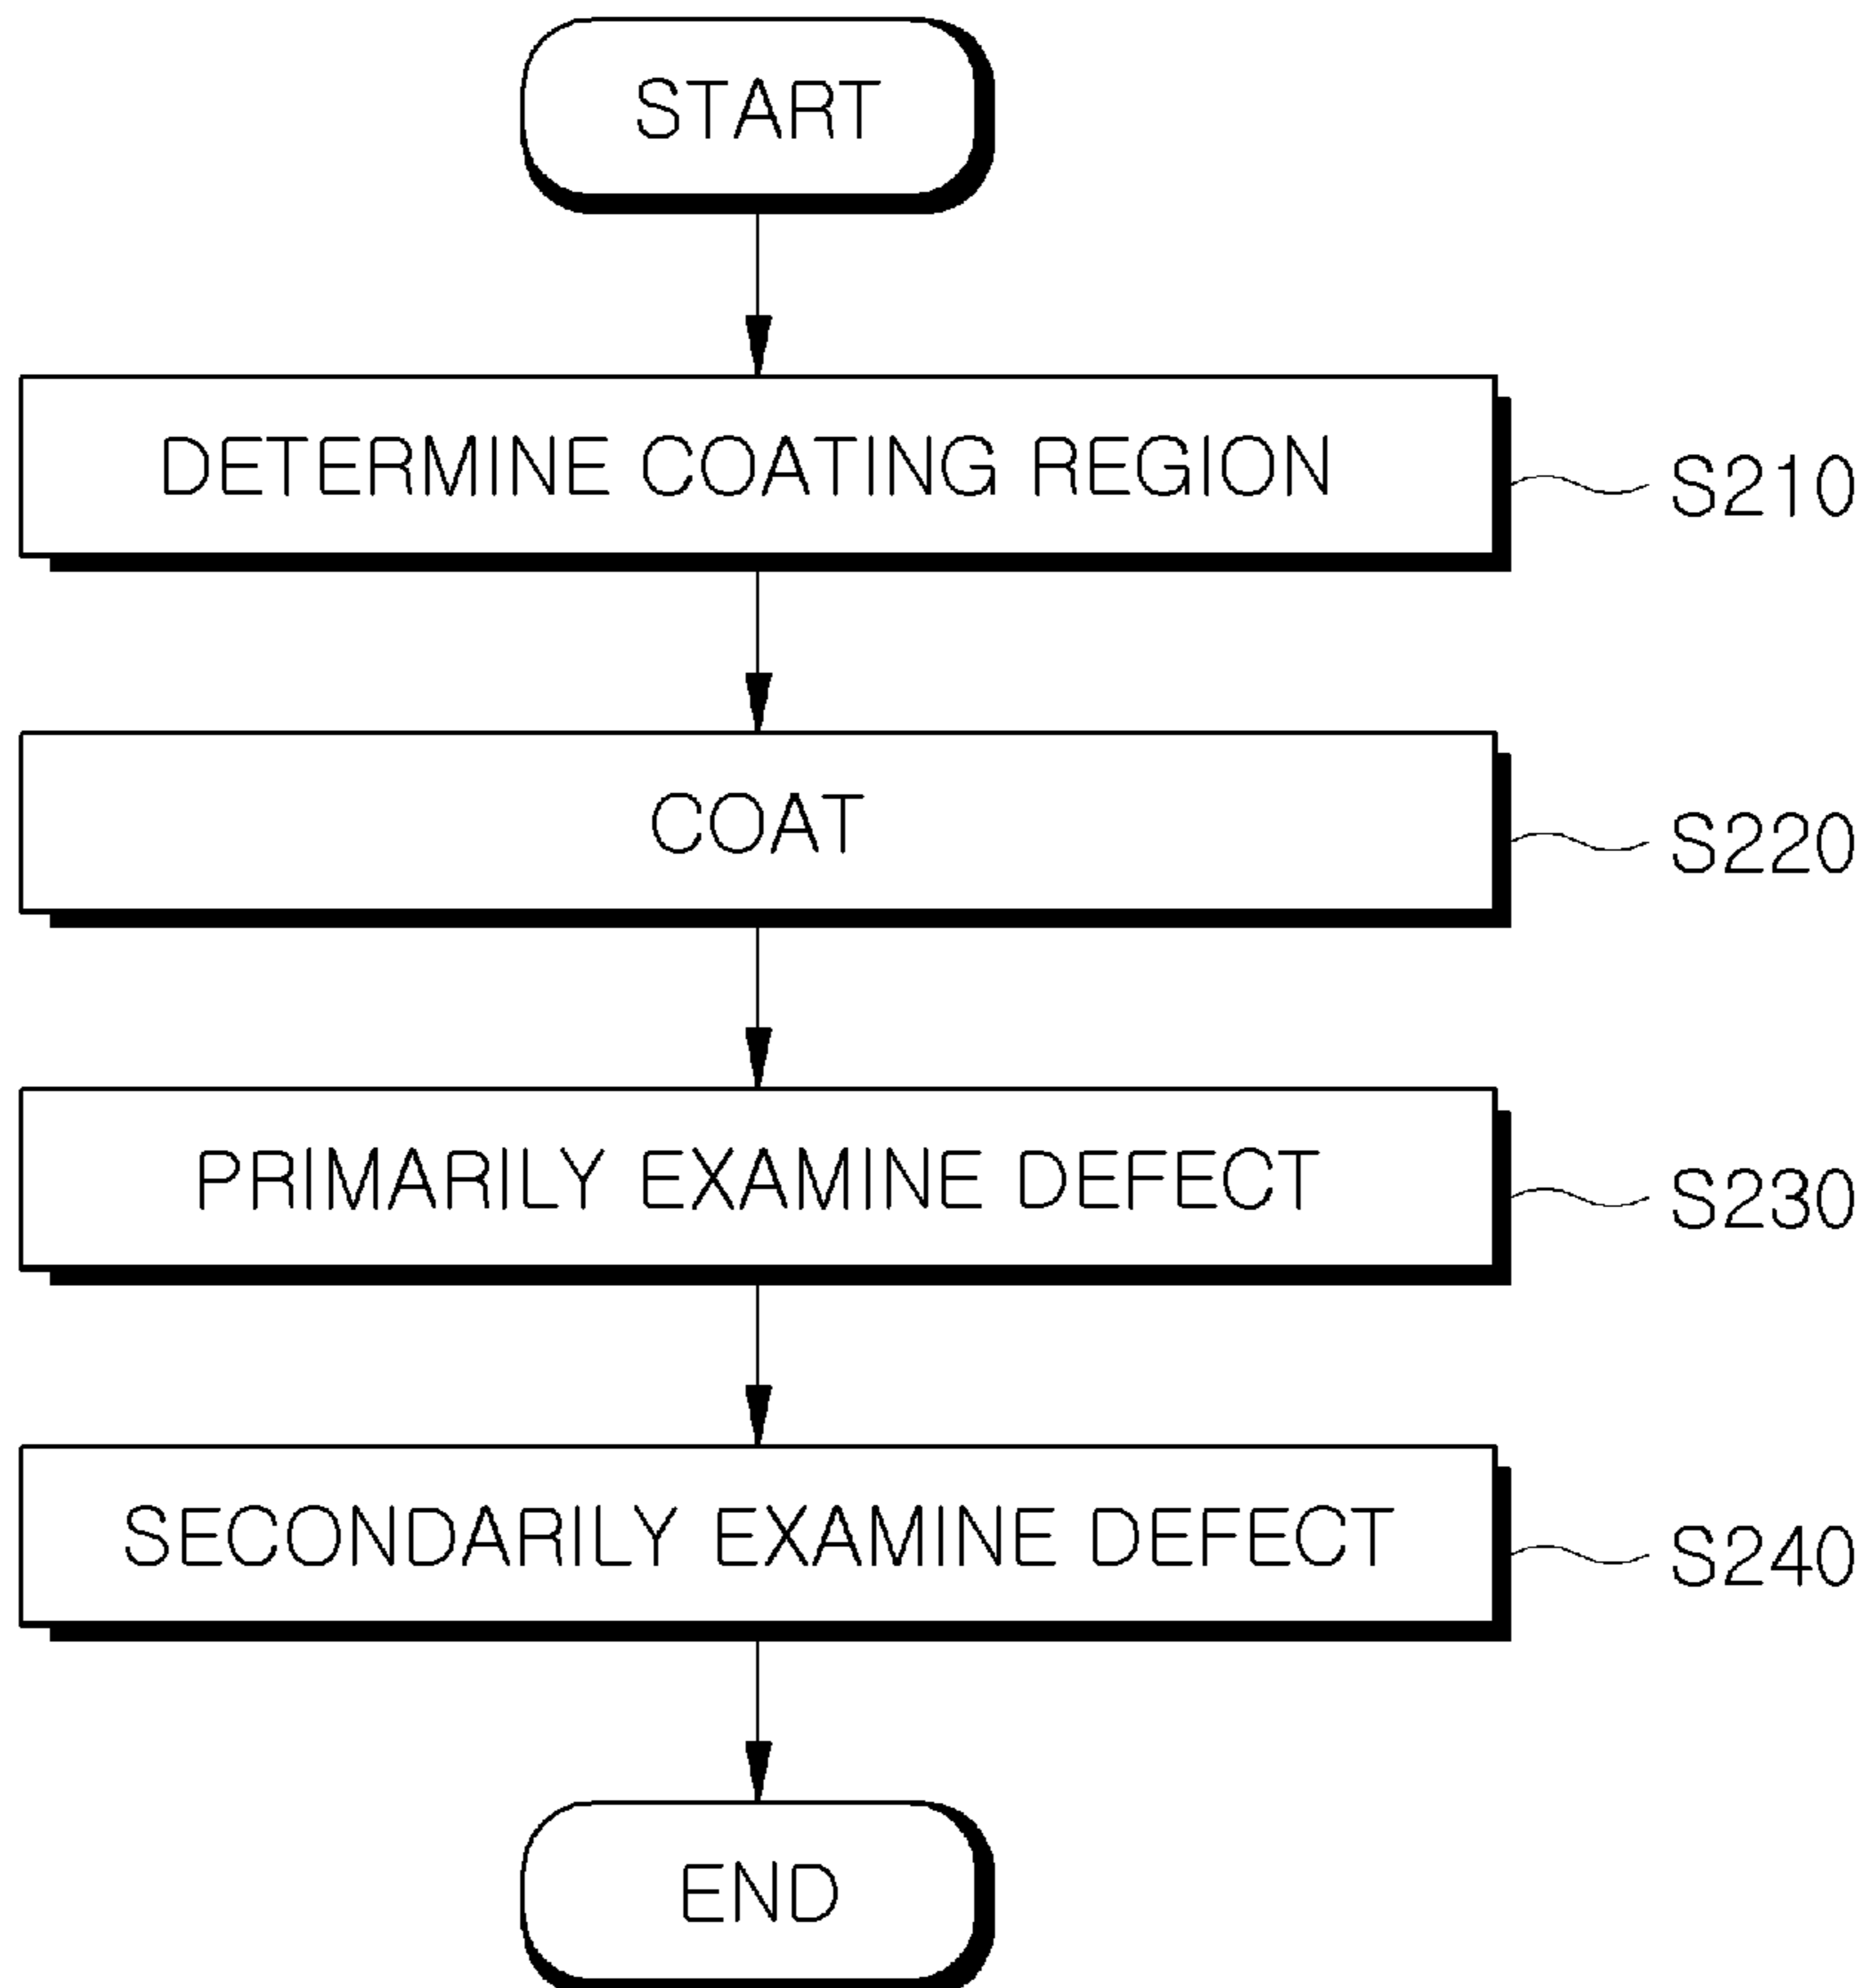 START
DETERMINE COATING REGION
S210
COAT
S220
PRIMARILY EXAMINE DEFECT
S230
SECONDARILY EXAMINE DEFECT
S240
END